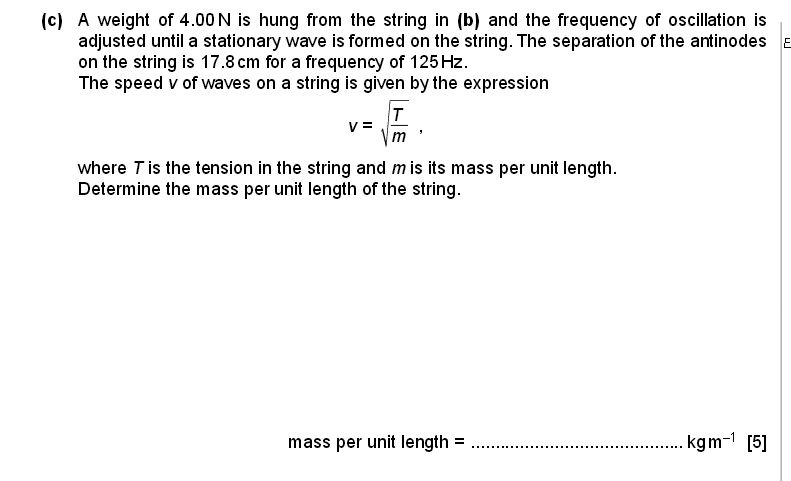 (c) A weight of 4.00 N is hung from the string in (b) and the frequency of oscillation is
adjusted until a stationary wave is formed on the string. The separation of the antinodes
on the string is 17.8 cm for a frequency of 125 Hz.
The speed v of waves on a string is given by the expression
v = √(T/m) ,
where T is the tension in the string and m is its mass per unit length.
Determine the mass per unit length of the string.
mass per unit length = ........................................... kg m⁻¹ [5]